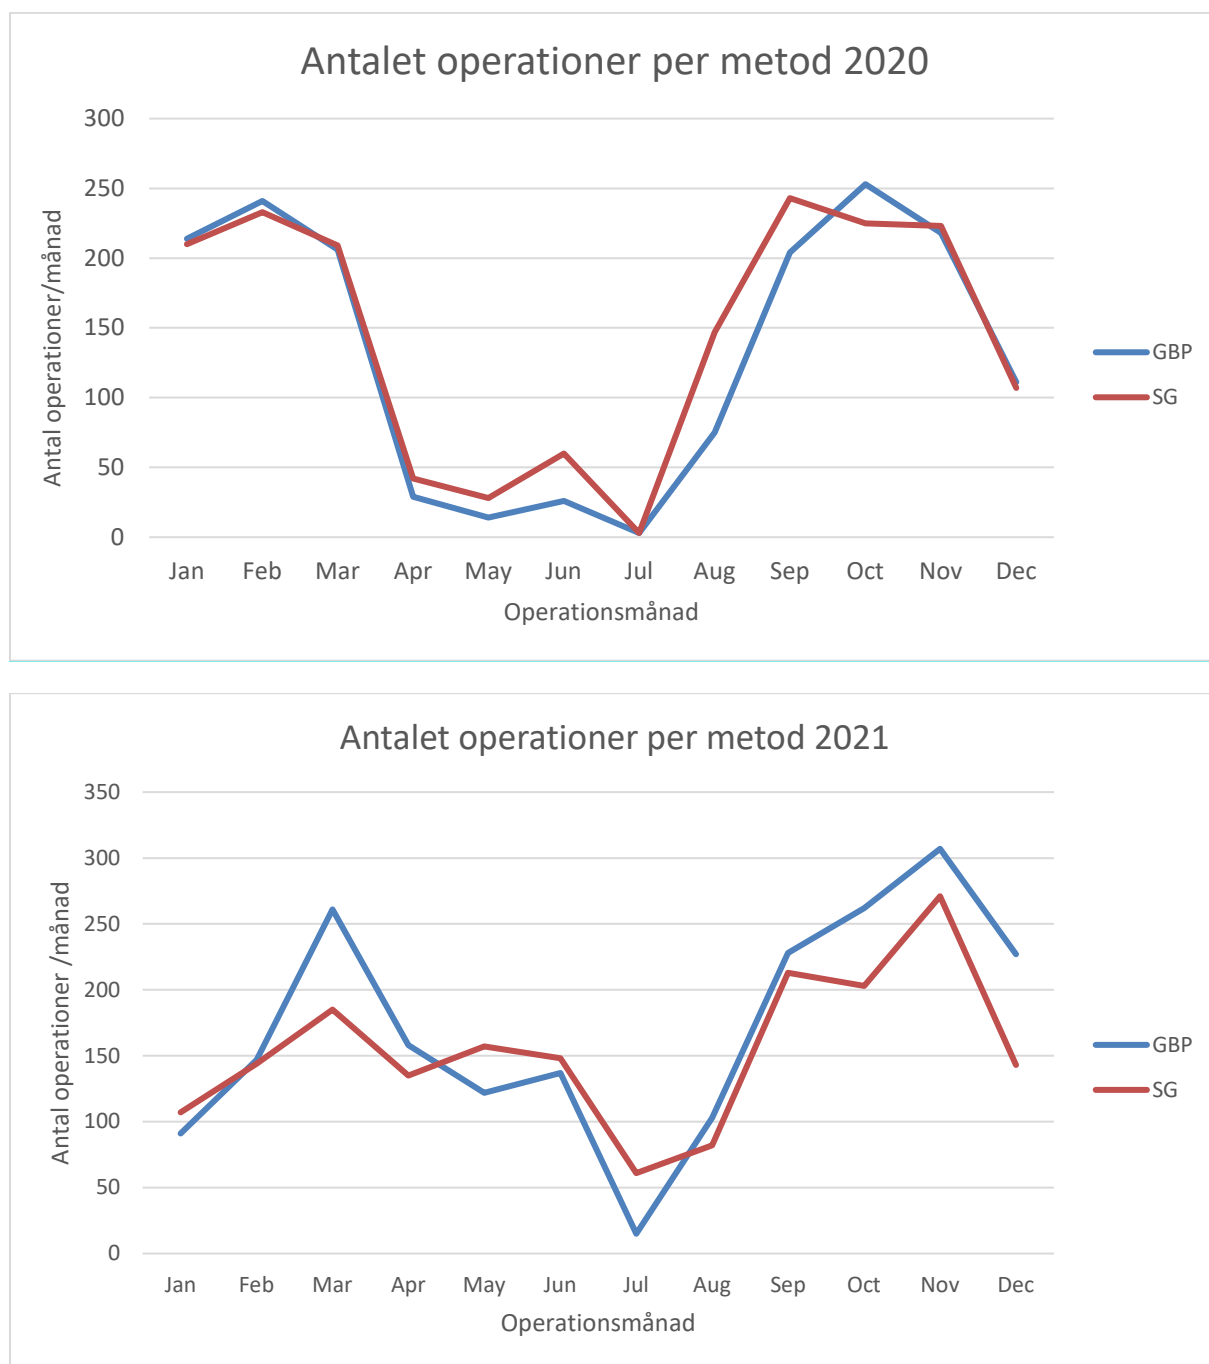 Antalet operationer per metod 2020
300
250
200
150
100
50
0
Antal operationer/månad
Jan Feb Mar Apr May Jun Jul Aug Sep Oct Nov Dec
Operationsmånad
GBP
SG
Antalet operationer per metod 2021
350
300
250
200
150
100
50
0
Antal operationer /månad
Jan Feb Mar Apr May Jun Jul Aug Sep Oct Nov Dec
Operationsmånad
GBP
SG